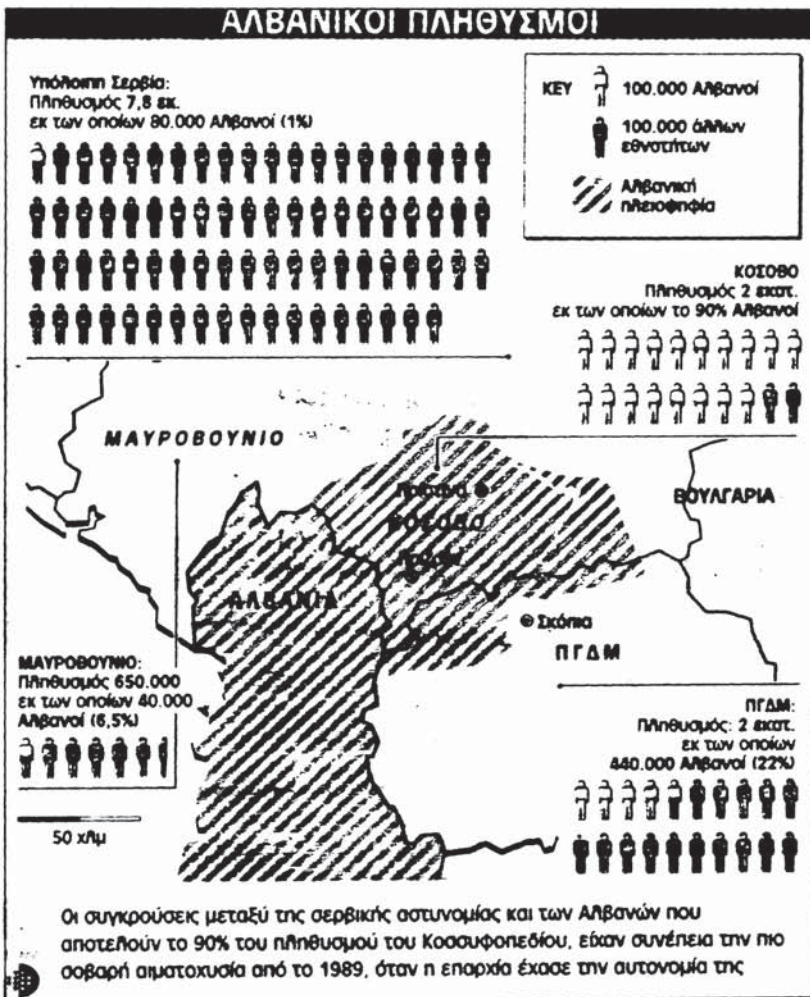 ΑΛΒΑΝΙΚΟΙ ΠΛΗΘΥΣΜΟΙ
Υπόλοιπη Σερβία:
Πληθυσμός 7,8 εκ.
εκ των οποίων 80.000 Αλβανοί (1%)
KEY
100.000 Αλβανοί
100.000 άλλων
εθνοτήτων
Αλβανική
πλειοψηφία
ΚΟΣΟΒΟ
Πληθυσμός 2 εκατ.
εκ των οποίων το 90% Αλβανοί
ΜΑΥΡΟΒΟΥΝΙΟ
Πρίστινα
ΚΟΣΟΒΟ
ΒΟΥΛΓΑΡΙΑ
ΑΛΒΑΝΙΑ
Σκόπια
ΠΓΔΜ
ΜΑΥΡΟΒΟΥΝΙΟ:
Πληθυσμός 650.000
εκ των οποίων 40.000
Αλβανοί (6,5%)
50 χλμ
ΠΓΔΜ:
Πληθυσμός: 2 εκατ.
εκ των οποίων
440.000 Αλβανοί (22%)
Οι συγκρούσεις μεταξύ της σερβικής αστυνομίας και των Αλβανών που
αποτελούν το 90% του πληθυσμού του Κοσσυφοπεδίου, είχαν συνέπεια την πιο
σοβαρή αιματοχυσία από το 1989, όταν η επαρχία έχασε την αυτονομία της